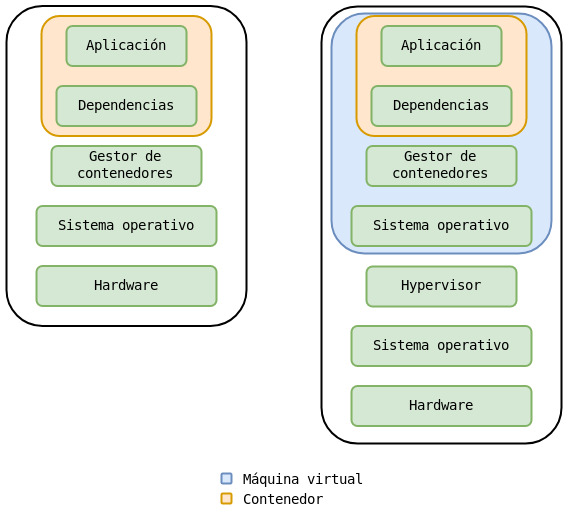 Aplicación
Dependencias
Gestor de
contenedores
Sistema operativo
Hardware
Aplicación
Dependencias
Gestor de
contenedores
Sistema operativo
Hypervisor
Sistema operativo
Hardware
Máquina virtual
Contenedor